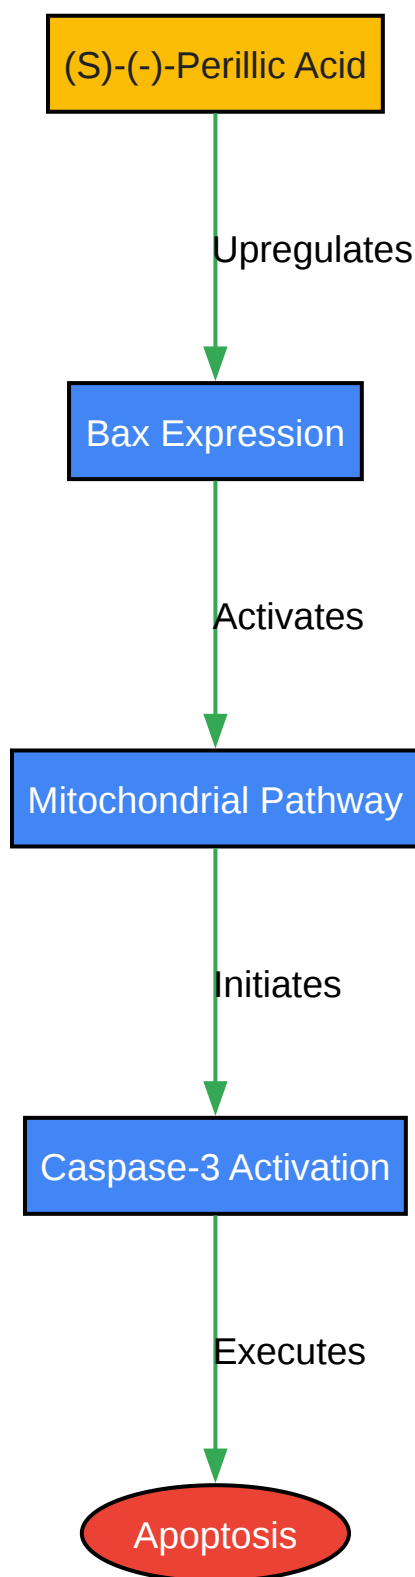 (S)-(-)-Perillic Acid
Upregulates
Bax Expression
Activates
Mitochondrial Pathway
Initiates
Caspase-3 Activation
Executes
Apoptosis